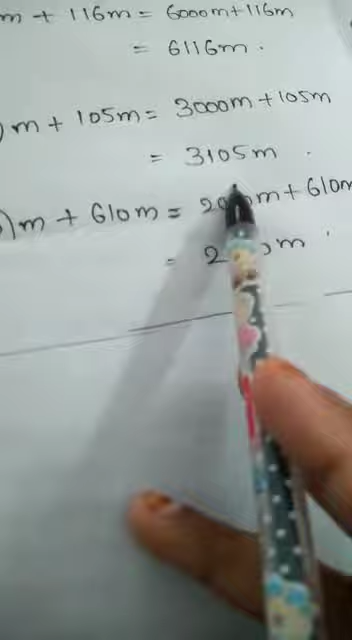 m + 116m = 6000m+116m
= 6116m.
)m + 105m = 3000m+105m
= 3105m.
)m + 610m = m+610m
=